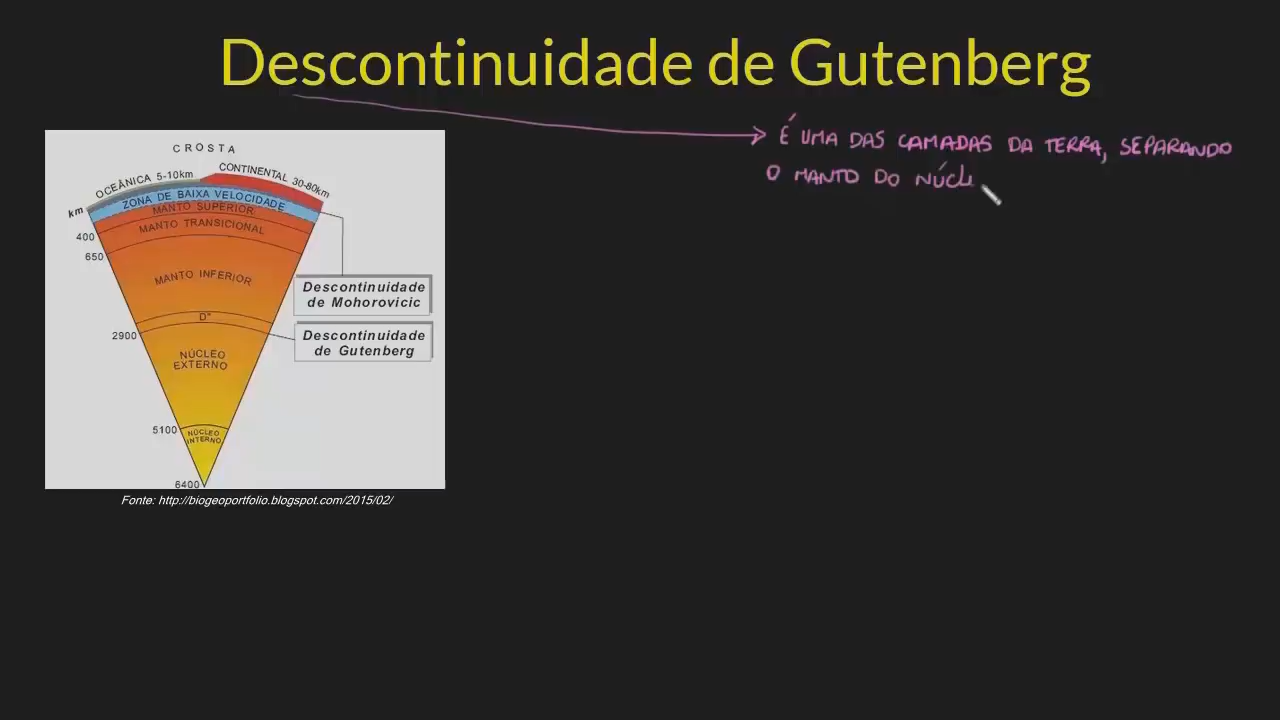 Descontinuidade de Gutenberg
É UMA DAS CAMADAS DA TERRA, SEPARANDO
O MANTO DO NÚCL
CROSTA
OCEÂNICA 5-10km
CONTINENTAL 30-80km
km
ZONA DE BAIXA VELOCIDADE
MANTO SUPERIOR
MANTO TRANSICIONAL
400
650
MANTO INFERIOR
Descontinuidade
de Mohorovicic
D"
2900
Descontinuidade
de Gutenberg
NÚCLEO
EXTERNO
5100
NÚCLEO
INTERNO
6400
Fonte: http://biogeoportfolio.blogspot.com/2015/02/